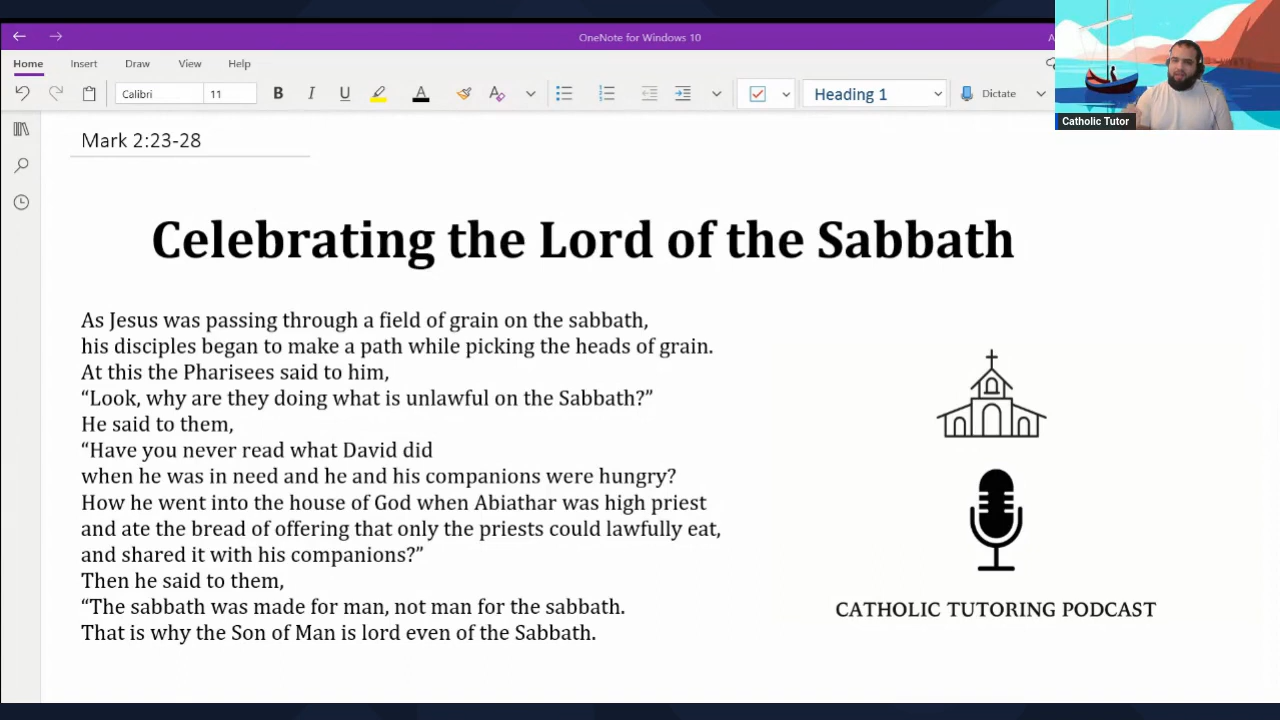 OneNote for Windows 10
A
Home Insert Draw View Help
Calibri 11 B I U A A Heading 1 Dictate
Catholic Tutor
Mark 2:23-28
Celebrating the Lord of the Sabbath
As Jesus was passing through a field of grain on the sabbath,
his disciples began to make a path while picking the heads of grain.
At this the Pharisees said to him,
“Look, why are they doing what is unlawful on the Sabbath?”
He said to them,
“Have you never read what David did
when he was in need and he and his companions were hungry?
How he went into the house of God when Abiathar was high priest
and ate the bread of offering that only the priests could lawfully eat,
and shared it with his companions?”
Then he said to them,
“The sabbath was made for man, not man for the sabbath.
That is why the Son of Man is lord even of the Sabbath.
CATHOLIC TUTORING PODCAST